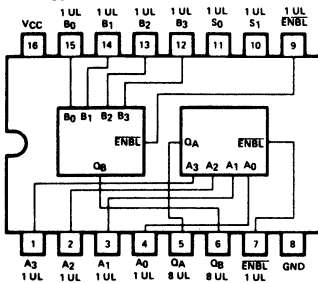 1 UL 1 UL 1 UL 1 UL 1 UL 1 UL 1 UL
VCC B0 B1 B2 B3 S0 S1 ENBL
16 15 14 13 12 11 10 9
B0 B1 B2 B3
ENBL QA ENBL
A3 A2 A1 A0
QB
1 2 3 4 5 6 7 8
A3 A2 A1 A0 QA QB ENBL GND
1 UL 1 UL 1 UL 1 UL 8 UL 8 UL 1 UL